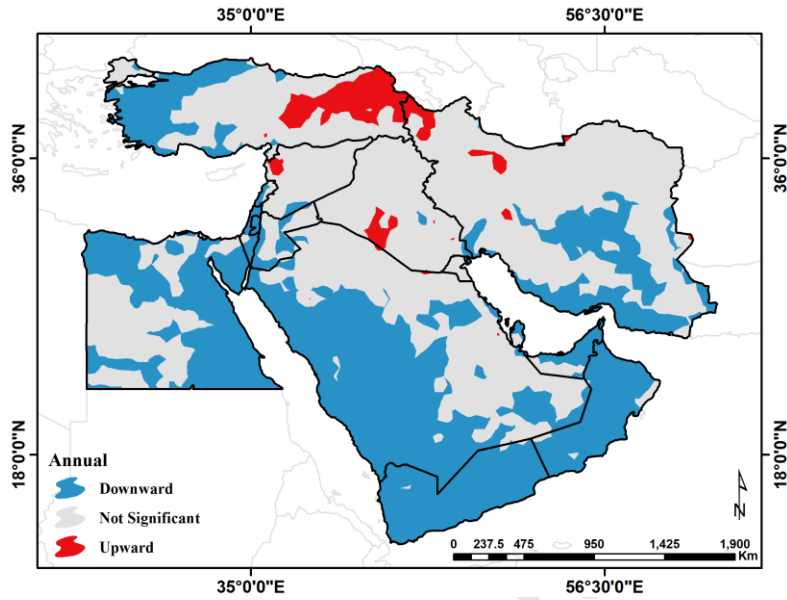 35°0'0"E 56°30'0"E
36°0'0"N 36°0'0"N
18°0'0"N 18°0'0"N
Annual
Downward
Not Significant
Upward
N
0 237.5 475 950 1,425 1,900
Km
35°0'0"E 56°30'0"E